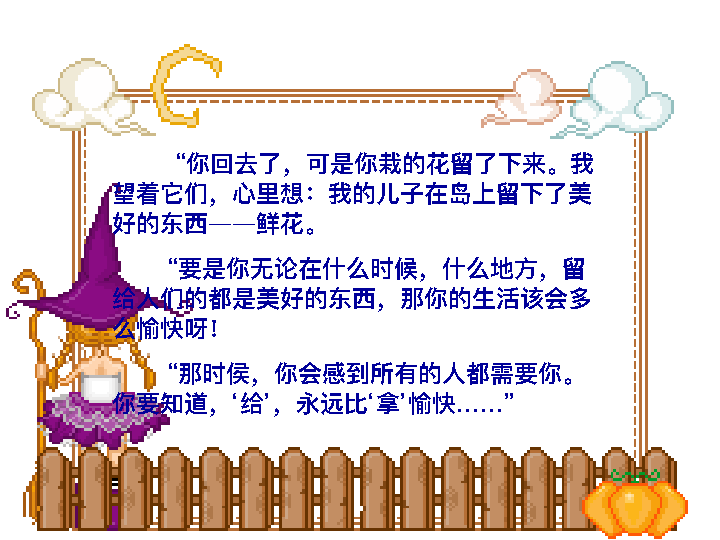 “你回去了，可是你栽的花留了下来。我
望着它们，心里想：我的儿子在岛上留下了美
好的东西——鲜花。
“要是你无论在什么时候，什么地方，留
给人们的都是美好的东西，那你的生活该会多
么愉快呀！
“那时侯，你会感到所有的人都需要你。
你要知道，‘给’，永远比‘拿’愉快……”